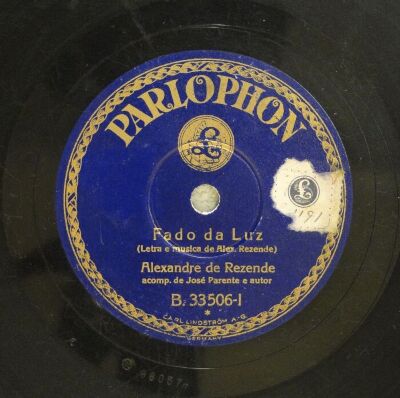 PARLOPHON
£
£
191
Fado da Luz
(Letra e musica de Alex. Rezende)
Alexandre de Rezende
acomp. de José Parente e autor
B. 33506-I
*
CARL LINDSTRÖM A-G.
GERMANY